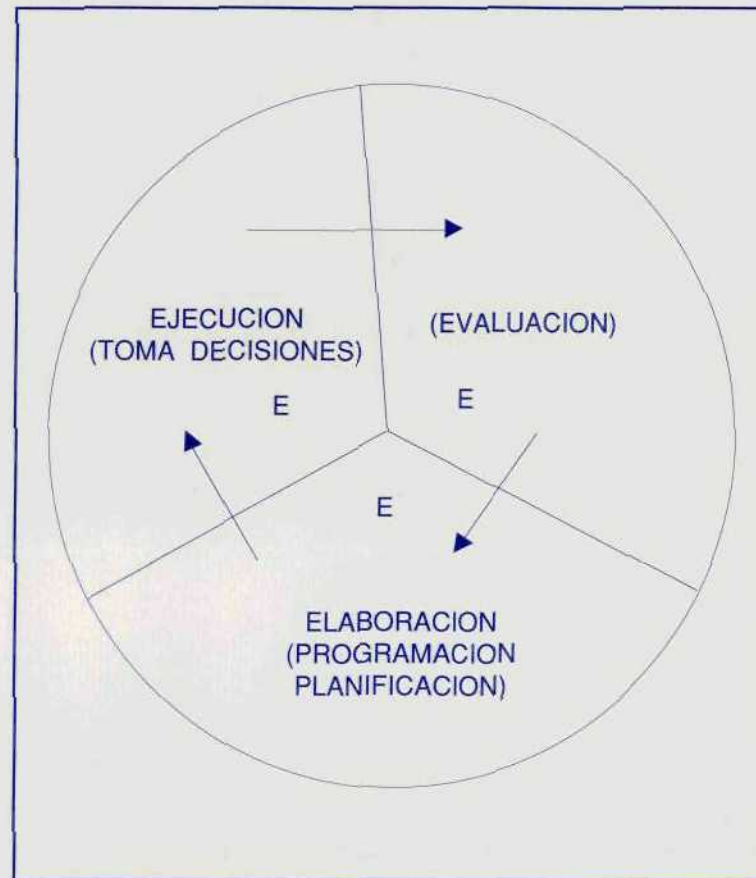 EJECUCION
(TOMA DECISIONES)
E
(EVALUACION)
E
E
ELABORACION
(PROGRAMACION
PLANIFICACION)